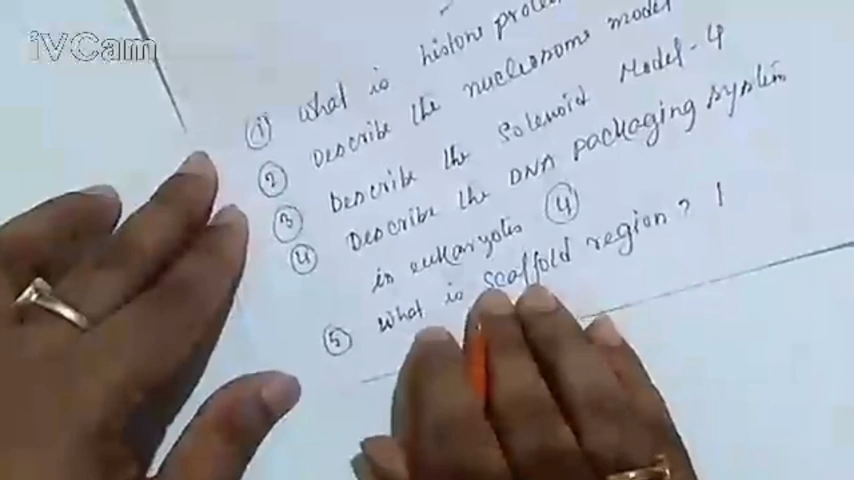 iVCam
① What is histone
② Describe the nucleosome model
③ Describe the Solenoid Model - 4
④ Describe the DNA packaging system
in eukaryotis ④
⑤ What is scaffold region ? 1